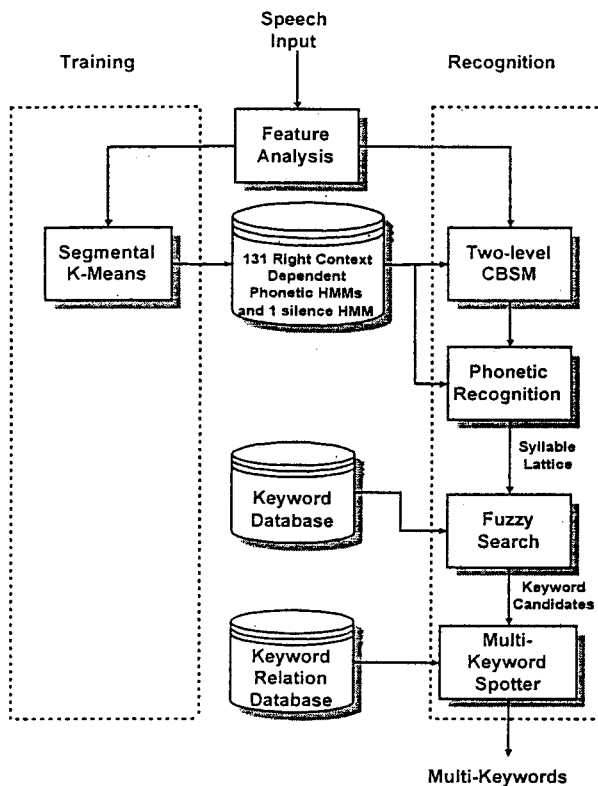 Speech
Input
Training
Recognition
Feature
Analysis
Segmental
K-Means
131 Right Context
Dependent
Phonetic HMMs
and 1 silence HMM
Two-level
CBSM
Phonetic
Recognition
Syllable
Lattice
Keyword
Database
Fuzzy
Search
Keyword
Candidates
Keyword
Relation
Database
Multi-
Keyword
Spotter
Multi-Keywords